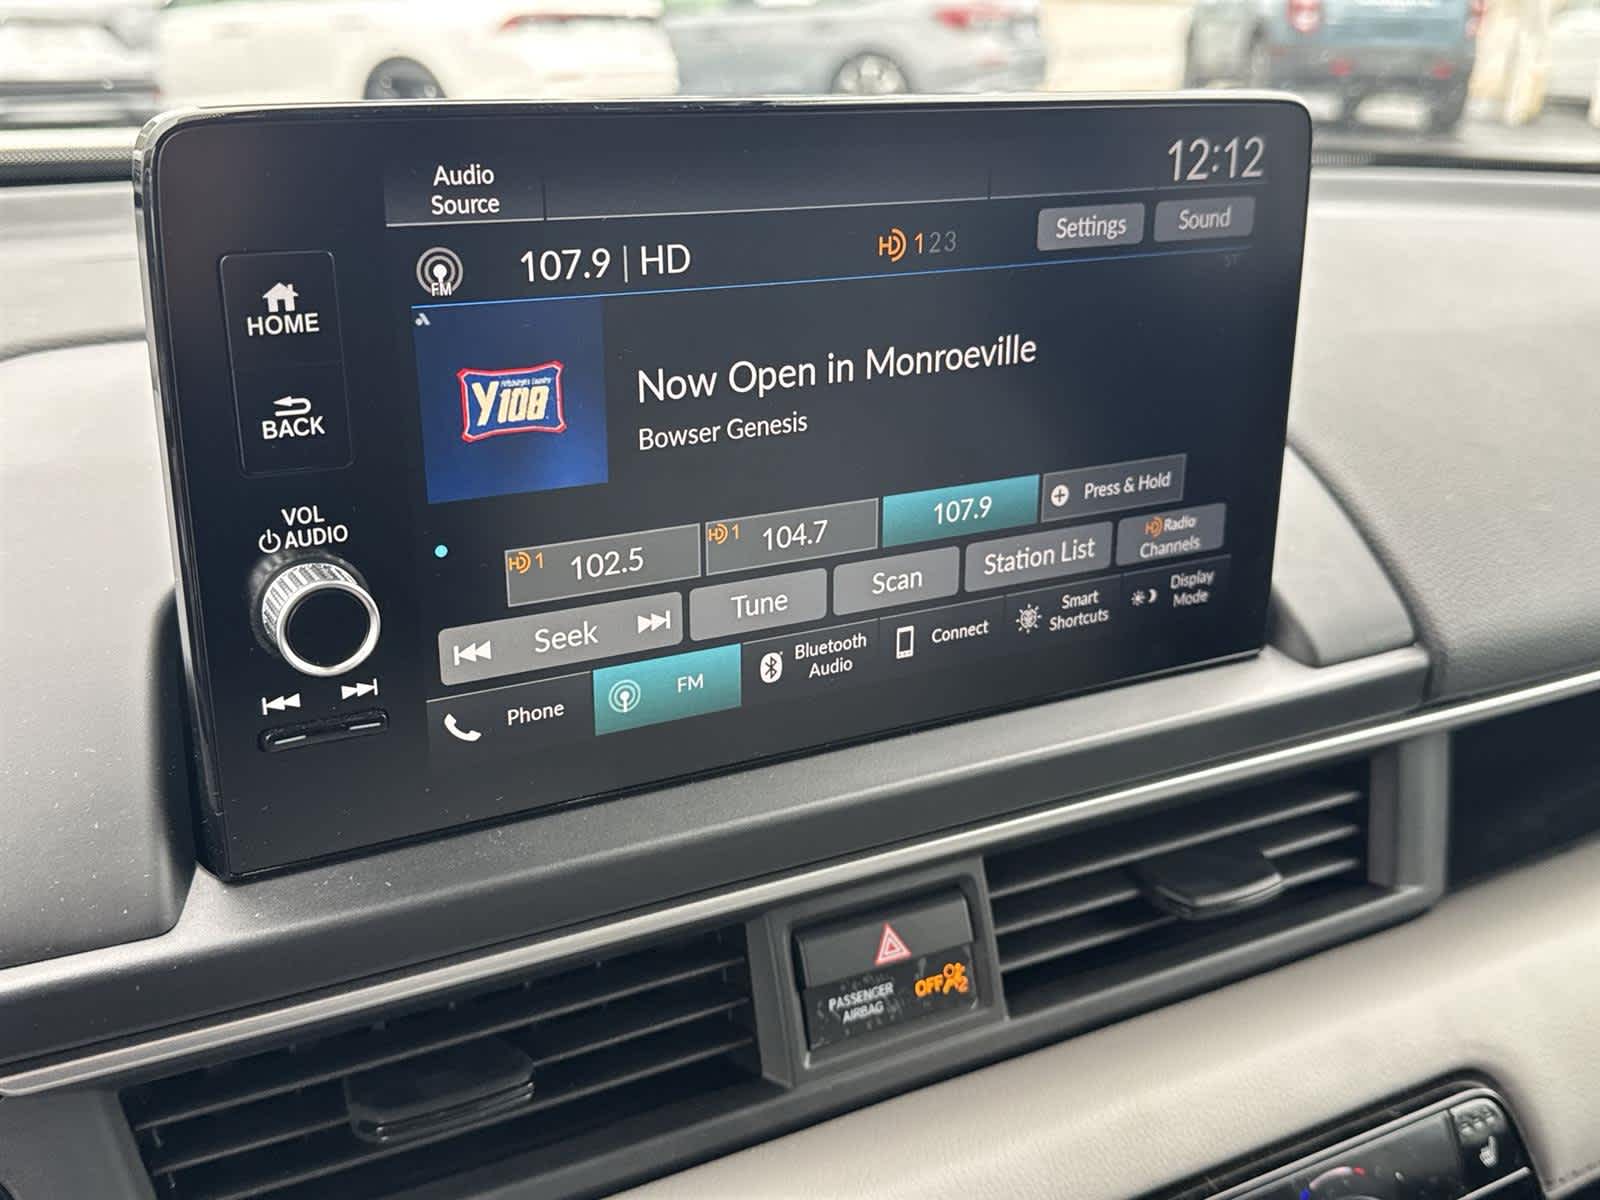 Audio
Source
12:12
FM
107.9 | HD
HD 1 2 3
Settings
Sound
HOME
BACK
Pittsburgh's Country
Y108
Now Open in Monroeville
Bowser Genesis
VOL
AUDIO
HD 1 102.5
HD 1 104.7
107.9
Press & Hold
Seek
Tune
Scan
Station List
HD Radio
Channels
Phone
FM
Bluetooth
Audio
Connect
Smart
Shortcuts
Display
Mode
PASSENGER
AIRBAG
OFF
2